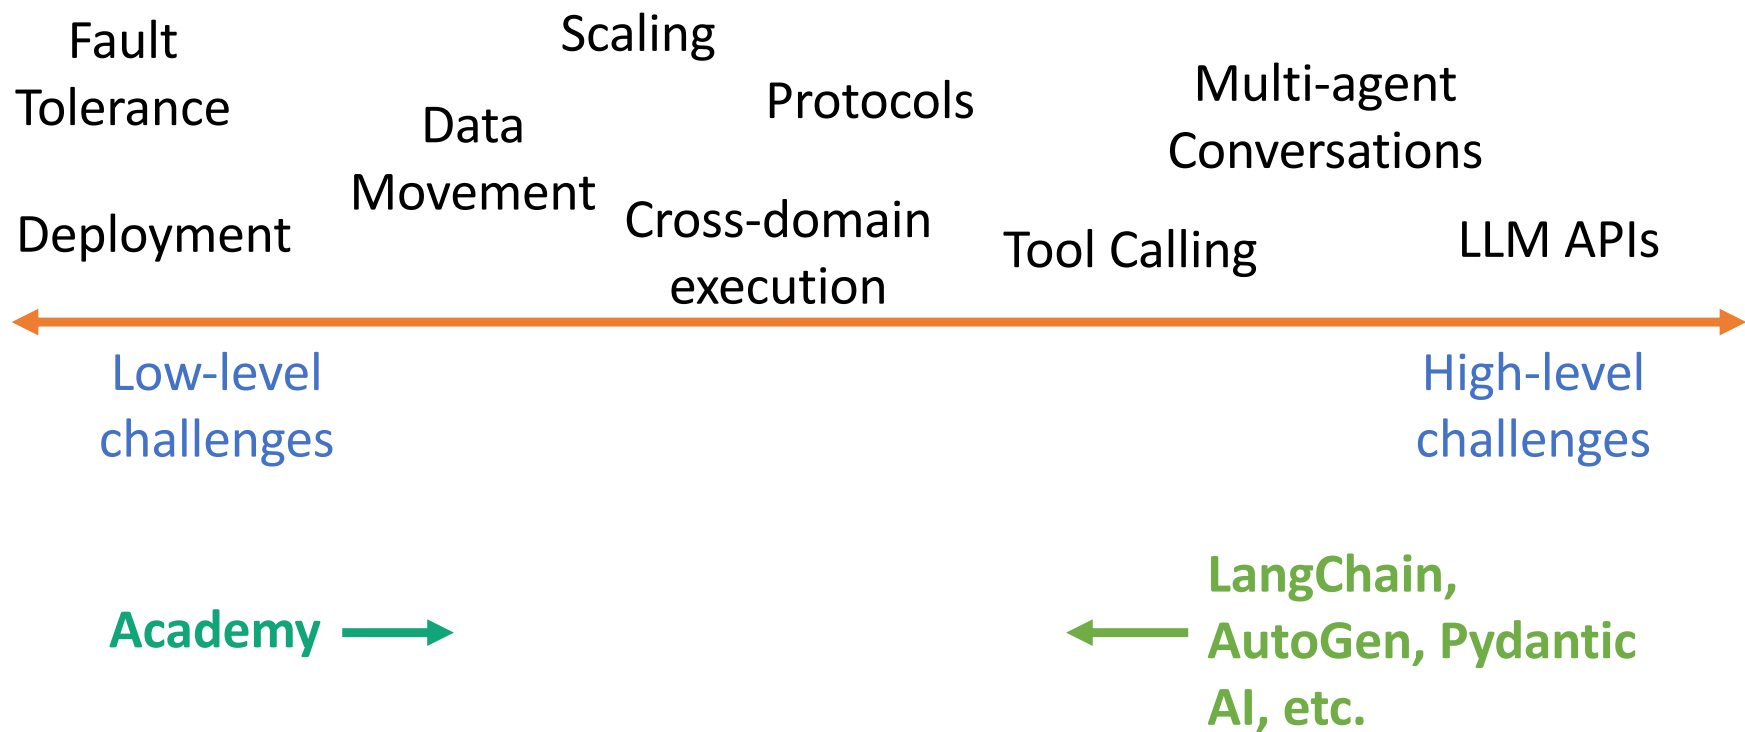 Fault
Tolerance
Scaling
Data
Movement
Protocols
Multi-agent
Conversations
Deployment
Cross-domain
execution
Tool Calling
LLM APIs
Low-level
challenges
High-level
challenges
Academy
LangChain,
AutoGen, Pydantic
AI, etc.